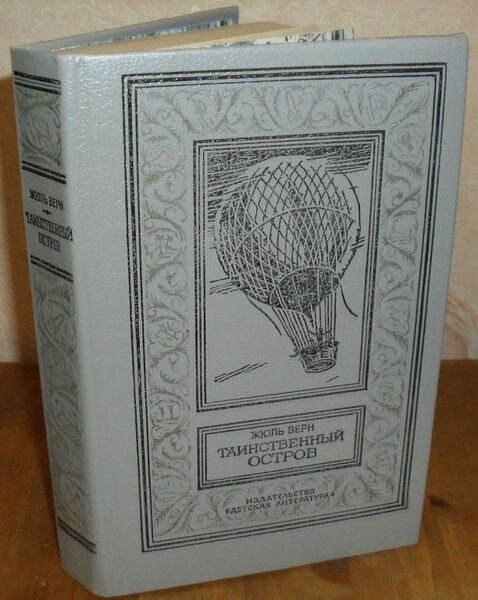 ЖЮЛЬ ВЕРН
ТАИНСТВЕННЫЙ
ОСТРОВ
ЖЮЛЬ ВЕРН
ТАИНСТВЕННЫЙ
ОСТРОВ
ИЗДАТЕЛЬСТВО
«ДЕТСКАЯ ЛИТЕРАТУРА»